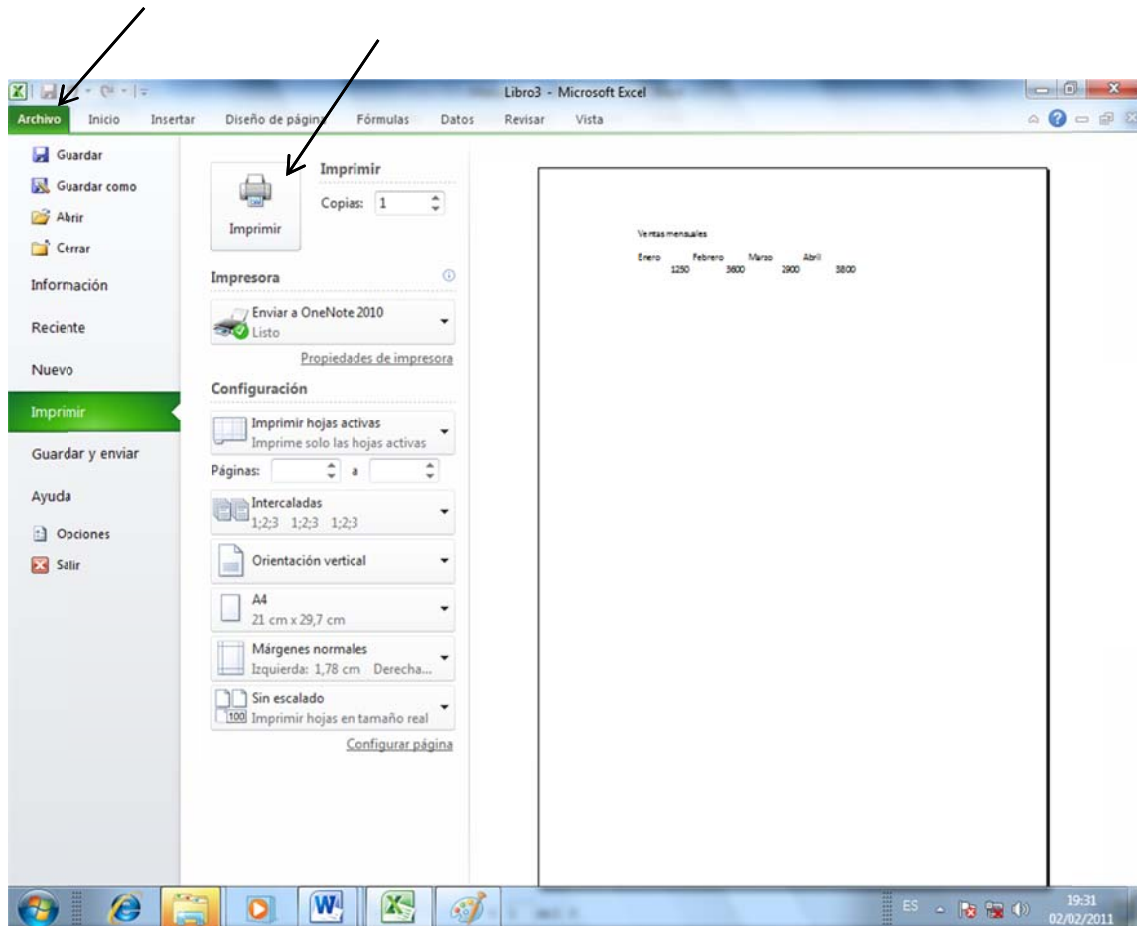 Libro3 - Microsoft Excel
Archivo Inicio Insertar Diseño de página Fórmulas Datos Revisar Vista
Guardar
Guardar como
Abrir
Cerrar
Información
Reciente
Nuevo
Imprimir
Guardar y enviar
Ayuda
Opciones
Salir
Imprimir
Imprimir
Copias: 1
Impresora
Enviar a OneNote 2010
Listo
Propiedades de impresora
Configuración
Imprimir hojas activas
Imprime solo las hojas activas
Páginas: a
Intercaladas
1;2;3 1;2;3 1;2;3
Orientación vertical
A4
21 cm x 29,7 cm
Márgenes normales
Izquierda: 1,78 cm Derecha...
Sin escalado
100 Imprimir hojas en tamaño real
Configurar página
Ventas mensuales
Enero Febrero Marzo Abril
1250 3600 2900 3800
ES
19:31
02/02/2011